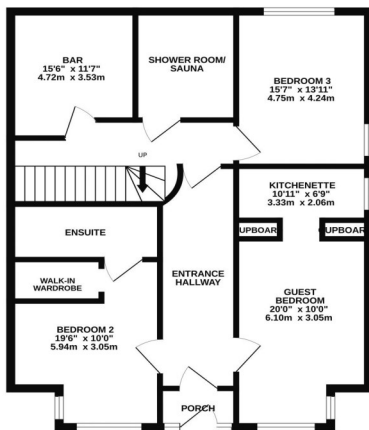 BAR
15'6" x 11'7"
4.72m x 3.53m
SHOWER ROOM/
SAUNA
BEDROOM 3
15'7" x 13'11"
4.75m x 4.24m
UP
KITCHENETTE
10'11" x 6'9"
3.33m x 2.06m
UPBOAR
UPBOAR
ENSUITE
WALK-IN
WARDROBE
ENTRANCE
HALLWAY
GUEST
BEDROOM
20'0" x 10'0"
6.10m x 3.05m
BEDROOM 2
19'6" x 10'0"
5.94m x 3.05m
PORCH